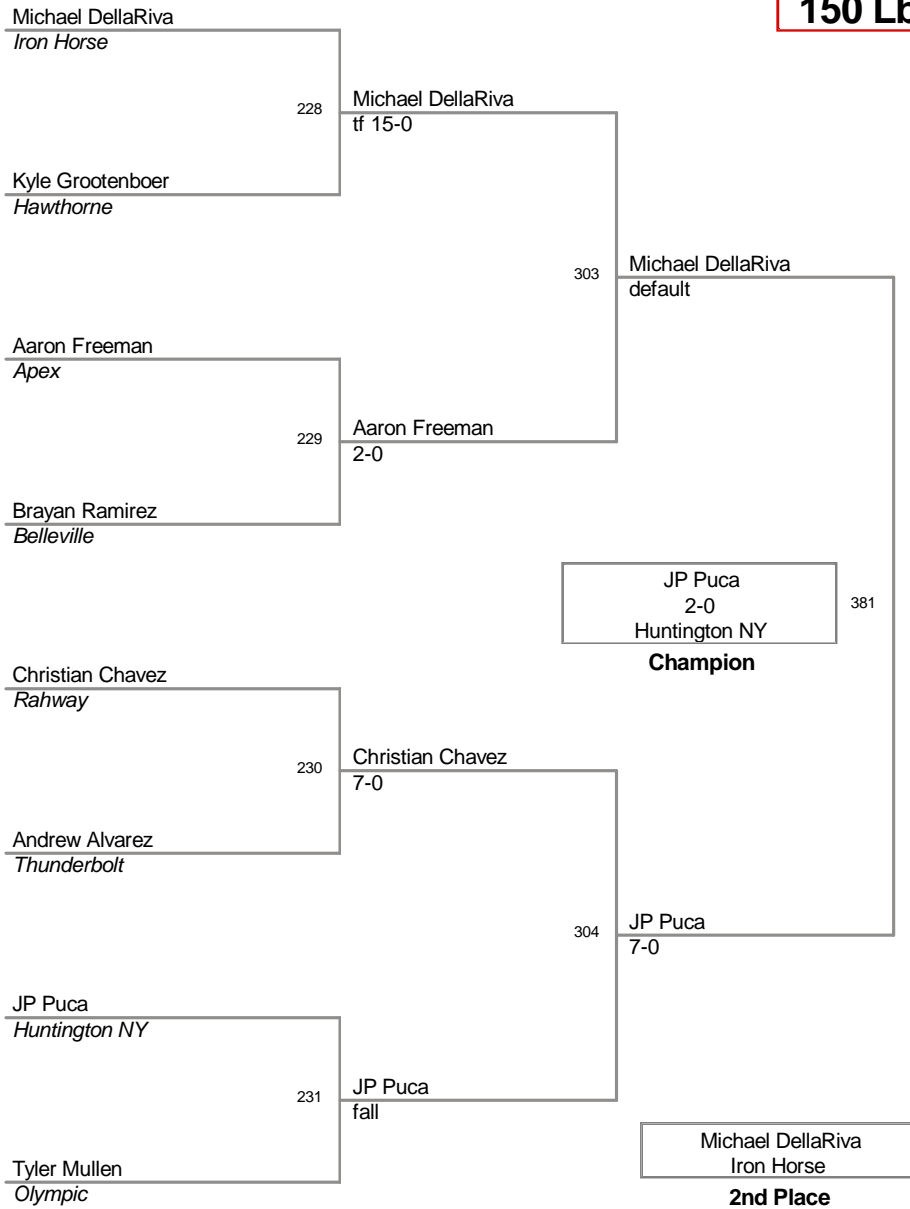 150 Lb
Michael DellaRiva
Iron Horse
228
Michael DellaRiva
tf 15-0
Kyle Grootenboer
Hawthorne
303
Michael DellaRiva
default
Aaron Freeman
Apex
229
Aaron Freeman
2-0
Brayan Ramirez
Belleville
JP Puca
2-0
Huntington NY
381
Champion
Christian Chavez
Rahway
230
Christian Chavez
7-0
Andrew Alvarez
Thunderbolt
304
JP Puca
7-0
JP Puca
Huntington NY
231
JP Puca
fall
Tyler Mullen
Olympic
Michael DellaRiva
Iron Horse
2nd Place